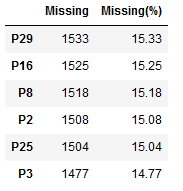 Missing Missing(%)
P29 1533 15.33
P16 1525 15.25
P8 1518 15.18
P2 1508 15.08
P25 1504 15.04
P3 1477 14.77